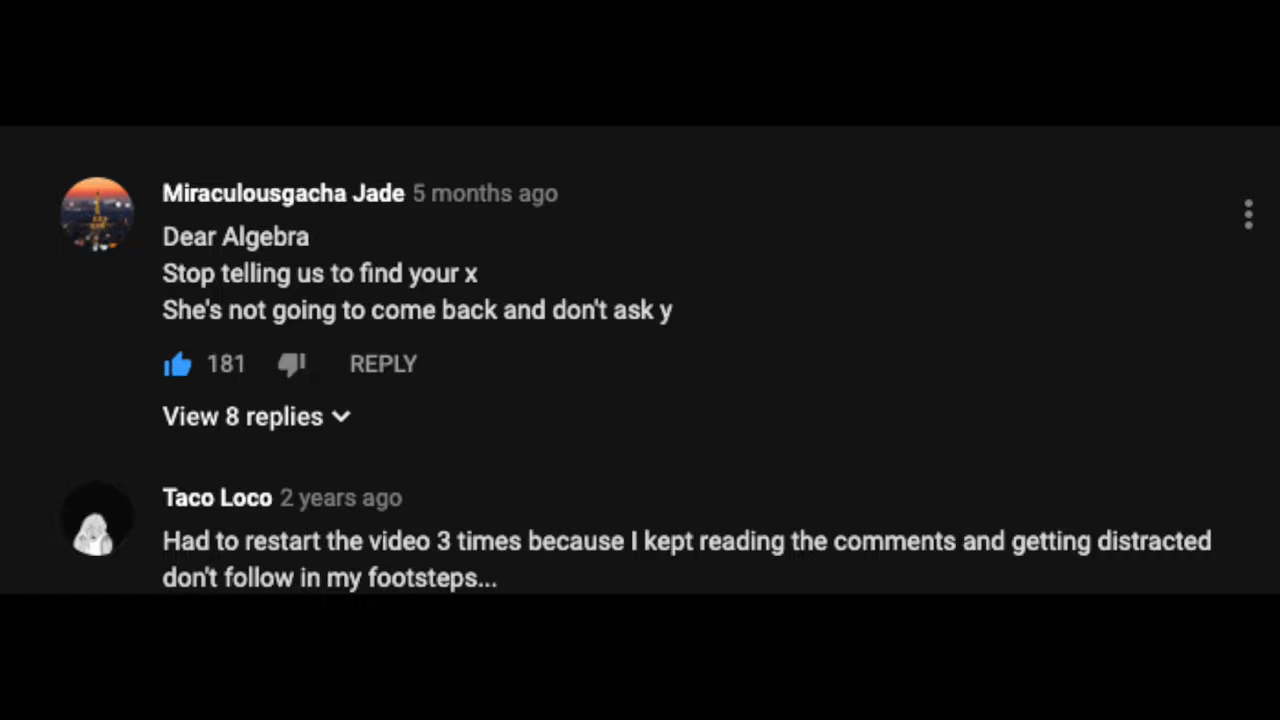 Miraculousgacha Jade 5 months ago
Dear Algebra
Stop telling us to find your x
She's not going to come back and don't ask y
181 REPLY
View 8 replies
Taco Loco 2 years ago
Had to restart the video 3 times because I kept reading the comments and getting distracted
don't follow in my footsteps...